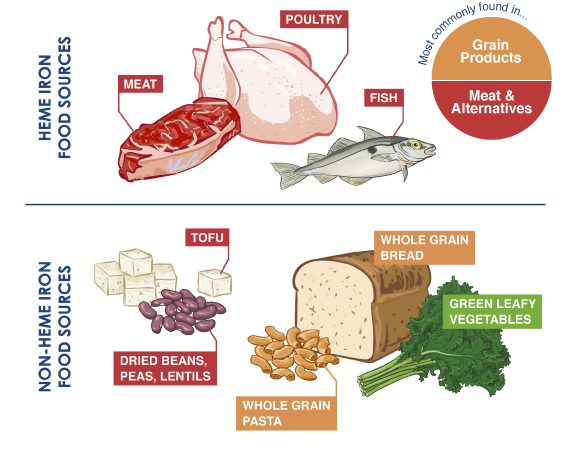 Most commonly found in...
Grain
Products
Meat &
Alternatives
HEME IRON
FOOD SOURCES
POULTRY
MEAT
FISH
NON-HEME IRON
FOOD SOURCES
TOFU
WHOLE GRAIN
BREAD
GREEN LEAFY
VEGETABLES
DRIED BEANS,
PEAS, LENTILS
WHOLE GRAIN
PASTA